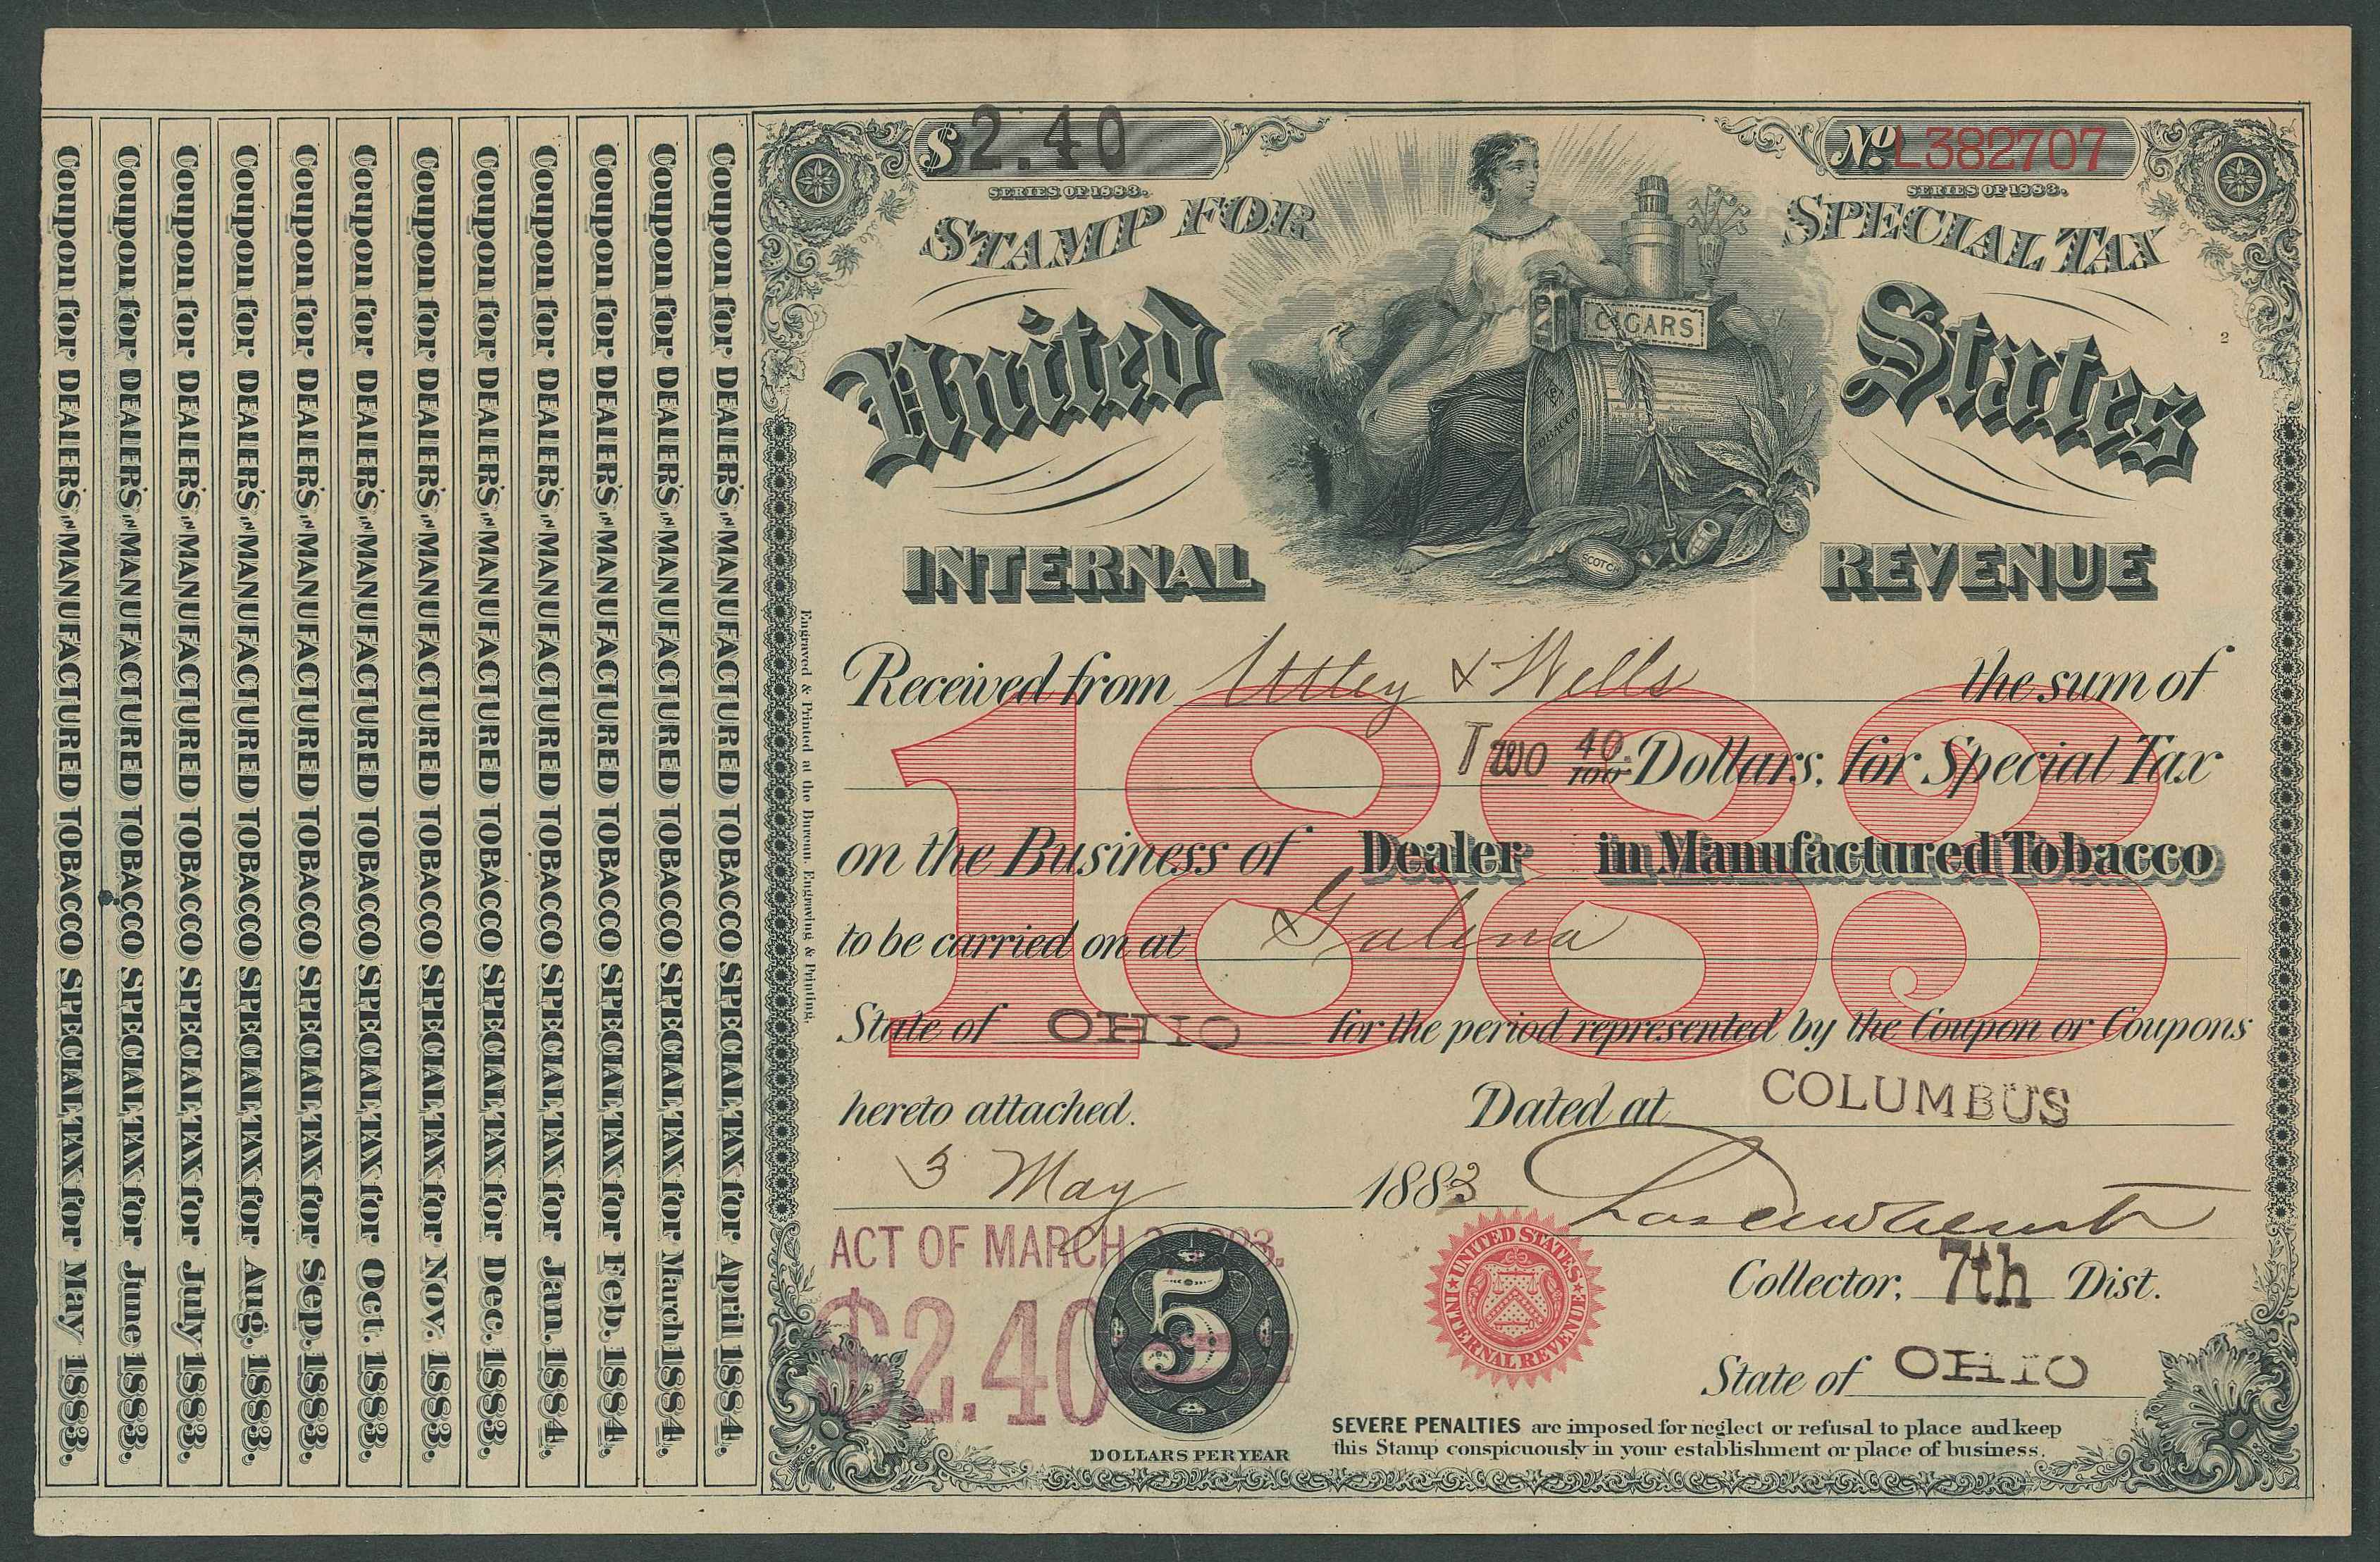 Coupon for DEALERS IN MANUFACTURED TOBACCO SPECIAL TAX for May 1883.
Coupon for DEALERS IN MANUFACTURED TOBACCO SPECIAL TAX for June 1883.
Coupon for DEALERS IN MANUFACTURED TOBACCO SPECIAL TAX for July 1883.
Coupon for DEALERS IN MANUFACTURED TOBACCO SPECIAL TAX for Aug. 1883.
Coupon for DEALERS IN MANUFACTURED TOBACCO SPECIAL TAX for Sep. 1883.
Coupon for DEALERS IN MANUFACTURED TOBACCO SPECIAL TAX for Oct. 1883.
Coupon for DEALERS IN MANUFACTURED TOBACCO SPECIAL TAX for Nov. 1883.
Coupon for DEALERS IN MANUFACTURED TOBACCO SPECIAL TAX for Dec. 1883.
Coupon for DEALERS IN MANUFACTURED TOBACCO SPECIAL TAX for Jan. 1884.
Coupon for DEALERS IN MANUFACTURED TOBACCO SPECIAL TAX for Feb. 1884.
Coupon for DEALERS IN MANUFACTURED TOBACCO SPECIAL TAX for March 1884.
Coupon for DEALERS IN MANUFACTURED TOBACCO SPECIAL TAX for April 1884.
$2.40 No. L382707
SERIES OF 1883. SERIES OF 1883.
STAMP FOR SPECIAL TAX
United States
2
CIGARS
TOBACCO
SCOTCH
INTERNAL REVENUE
Engraved & Printed at the Bureau, Engraving & Printing.
Received from Uttley & Wells the sum of
Two 40/100 Dollars, for Special Tax
1883
on the Business of Dealer in Manufactured Tobacco
to be carried on at Galena
State of OHIO for the period represented by the Coupon or Coupons
hereto attached. Dated at COLUMBUS
3 May 1883
ACT OF MARCH 3 1883.
$2.40
5
DOLLARS PER YEAR
UNITED STATES INTERNAL REVENUE
Collector, 7th Dist.
State of OHIO
SEVERE PENALTIES are imposed for neglect or refusal to place and keep
this Stamp conspicuously in your establishment or place of business.